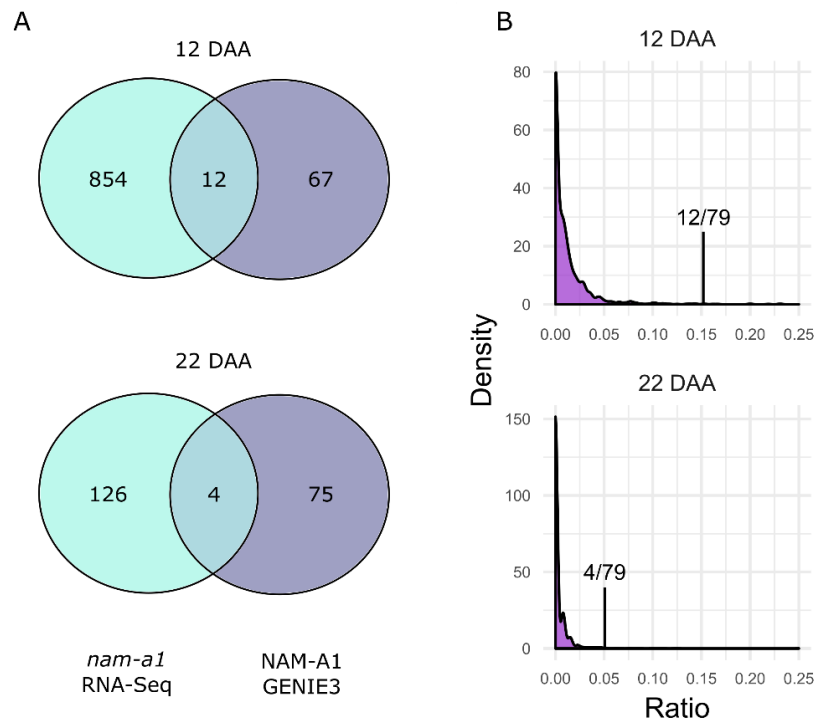 A
12 DAA
854
12
67
22 DAA
126
4
75
nam-a1
RNA-Seq
NAM-A1
GENIE3
B
12 DAA
80
60
40
20
0
12/79
0.00 0.05 0.10 0.15 0.20 0.25
Density
22 DAA
150
100
50
0
4/79
0.00 0.05 0.10 0.15 0.20 0.25
Ratio